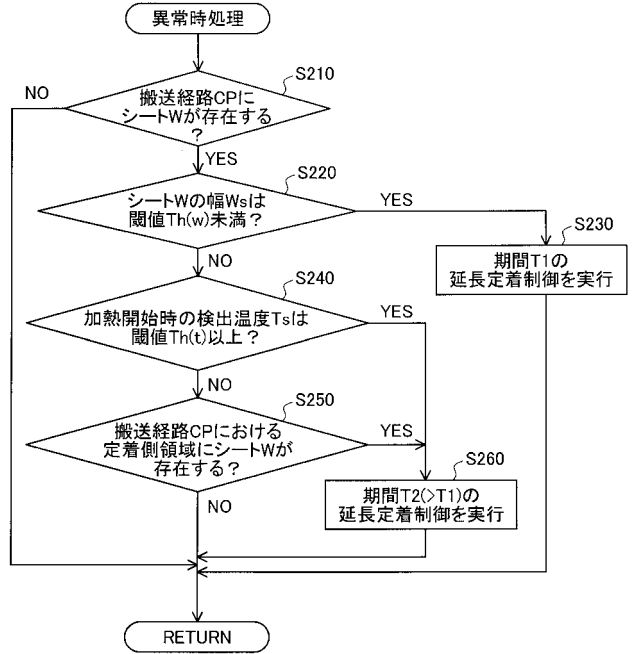 異常時処理
S210
NO
搬送経路CPに
シートWが存在する
？
YES
S220
シートWの幅Wsは
閾値Th(w)未満？
YES
S230
期間T1の
延長定着制御を実行
NO
S240
加熱開始時の検出温度Tsは
閾値Th(t)以上？
YES
NO
S250
搬送経路CPにおける
定着側領域にシートWが
存在する？
YES
S260
期間T2(>T1)の
延長定着制御を実行
NO
RETURN